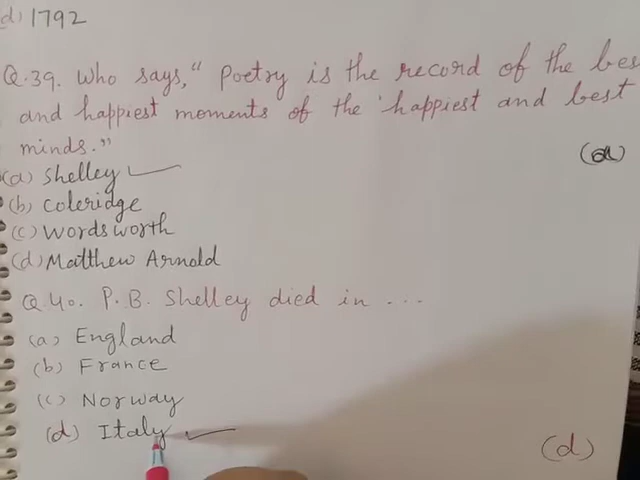 (d) 1792
Q.39. Who says, " Poetry is the record of the bes
and happiest moments of the happiest and best
minds."
(a)
(a) Shelley
(b) Coleridge
(c) Wordsworth
(d) Matthew Arnold
Q.40. P.B. Shelley died in ...
(a) England
(b) France
(c) Norway
(d) Italy
(d)